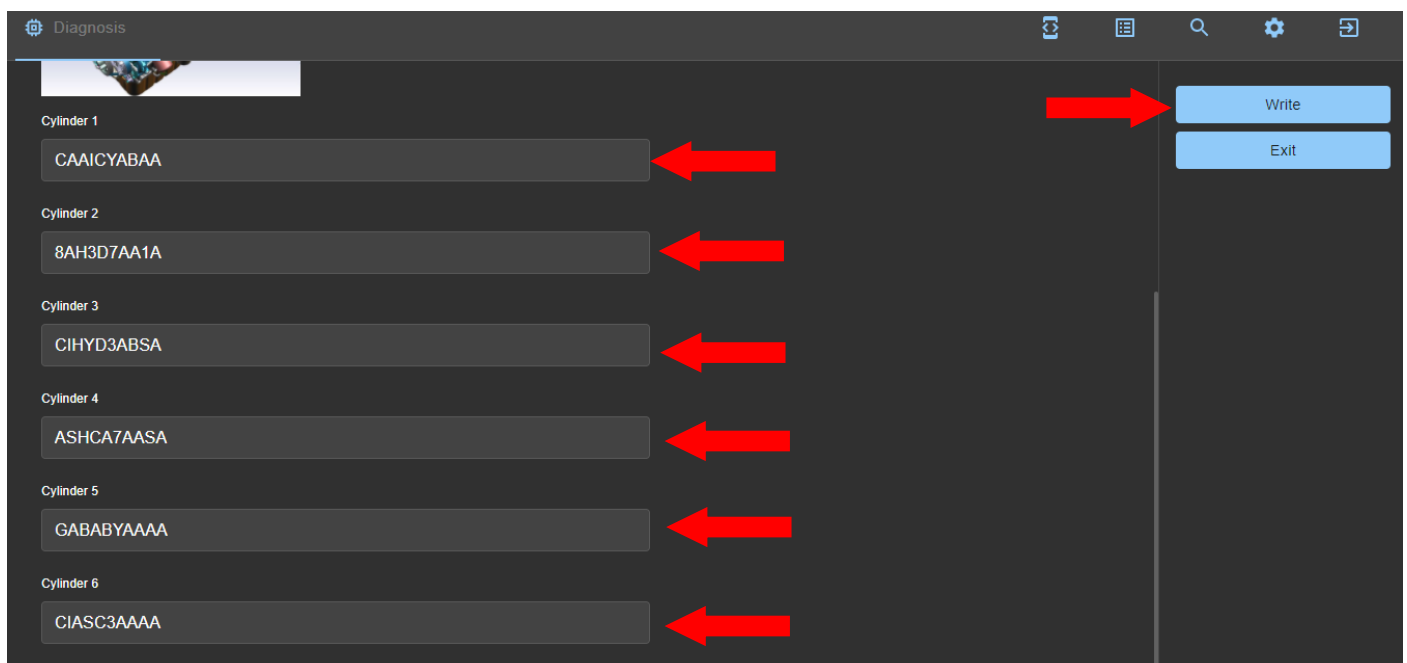 Diagnosis
Cylinder 1
CAAICYABAA
Cylinder 2
8AH3D7AA1A
Cylinder 3
CIHYD3ABSA
Cylinder 4
ASHCA7AASA
Cylinder 5
GABABYAAAA
Cylinder 6
CIASC3AAAA
Write
Exit